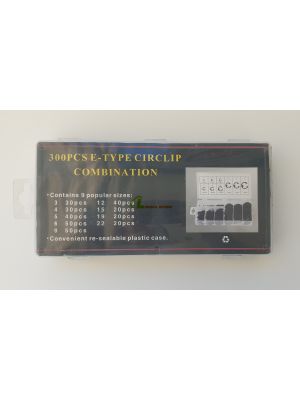 300PCS E-TYPE CIRCLIP
COMBINATION
·Contains 9 popular sizes:
3 30pcs 12 40pcs
4 30pcs 15 20pcs
5 40pcs 19 20pcs
6 50pcs 22 20pcs
9 50pcs
·Convenient re-sealable plastic case.